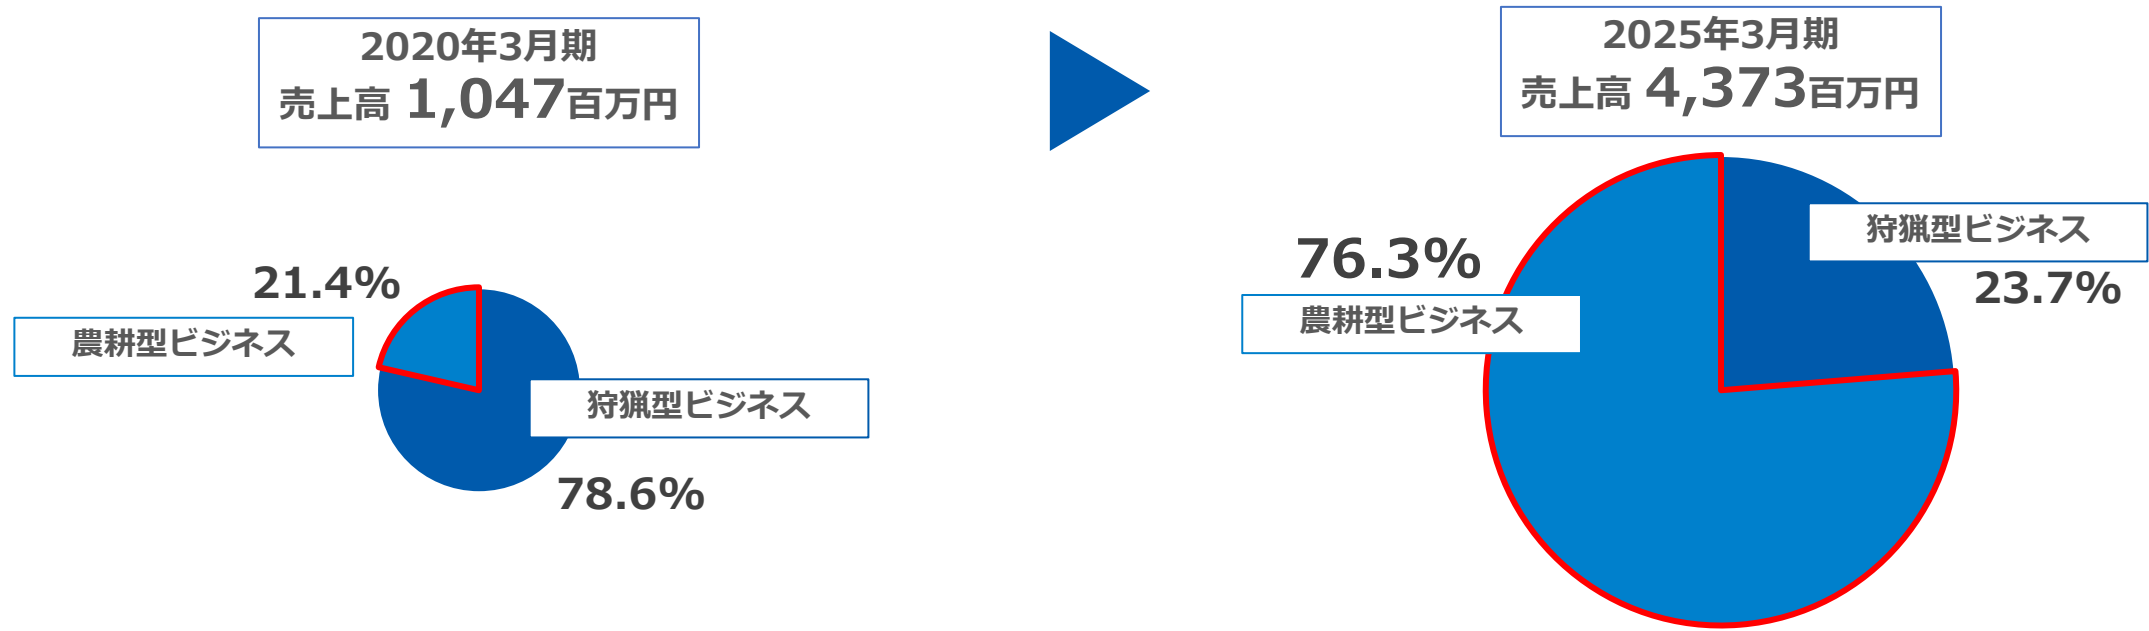 2020年3月期
売上高 1,047百万円
21.4%
農耕型ビジネス
狩猟型ビジネス
78.6%
2025年3月期
売上高 4,373百万円
狩猟型ビジネス
23.7%
76.3%
農耕型ビジネス